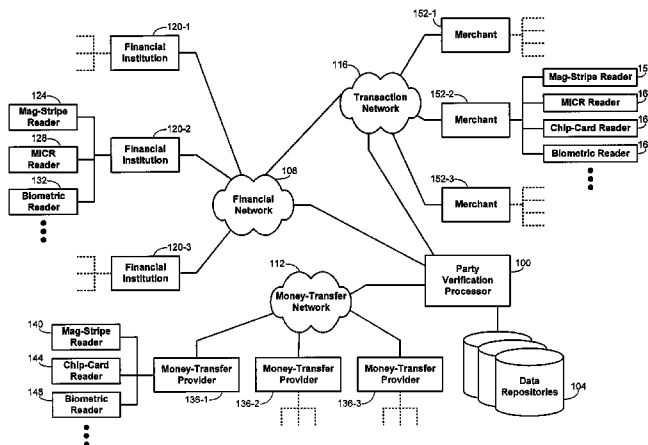 120-1
Financial
Institution
152-1
Merchant
116
Transaction
Network
152-2
Merchant
Mag-Stripe Reader
15
MICR Reader
16
Chip-Card Reader
16
Biometric Reader
16
124
Mag-Stripe
Reader
128
MICR
Reader
132
Biometric
Reader
120-2
Financial
Institution
108
Financial
Network
152-3
Merchant
120-3
Financial
Institution
112
Money-Transfer
Network
Party
Verification
Processor
100
140
Mag-Stripe
Reader
144
Chip-Card
Reader
148
Biometric
Reader
Money-Transfer
Provider
136-1
Money-Transfer
Provider
136-2
Money-Transfer
Provider
136-3
Data
Repositories
104